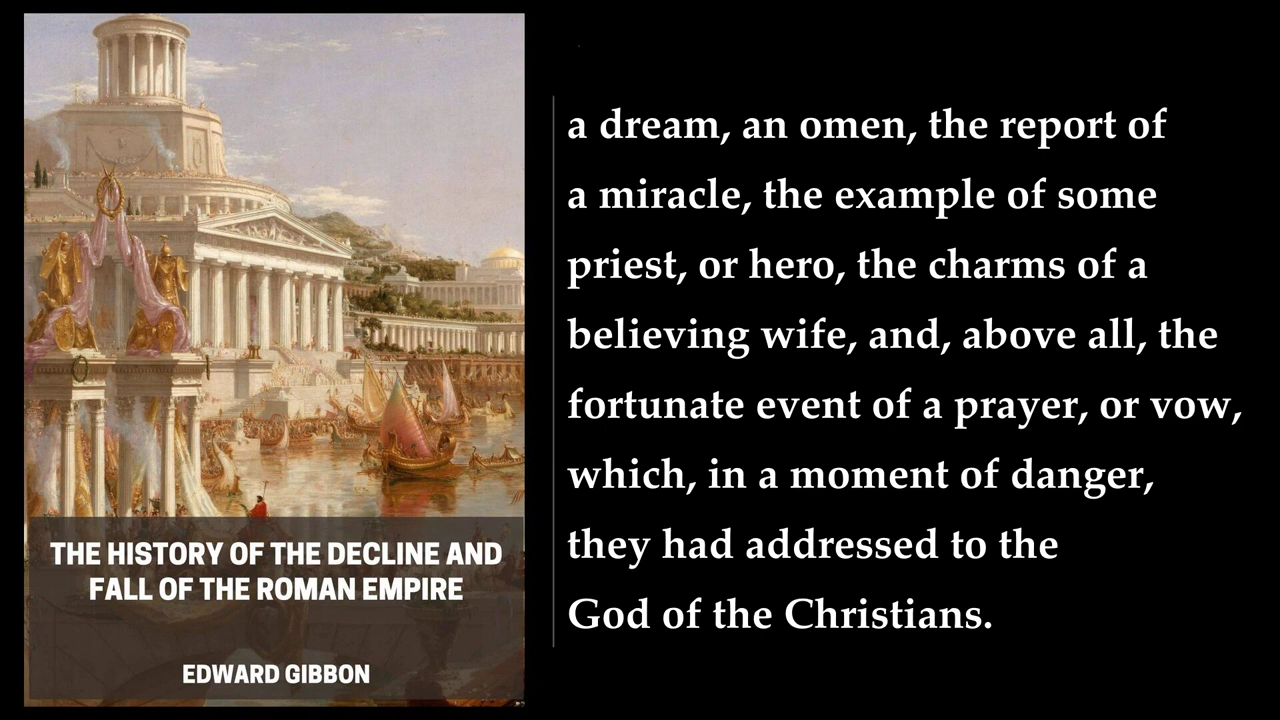 THE HISTORY OF THE DECLINE AND
FALL OF THE ROMAN EMPIRE
EDWARD GIBBON
a dream, an omen, the report of
a miracle, the example of some
priest, or hero, the charms of a
believing wife, and, above all, the
fortunate event of a prayer, or vow,
which, in a moment of danger,
they had addressed to the
God of the Christians.